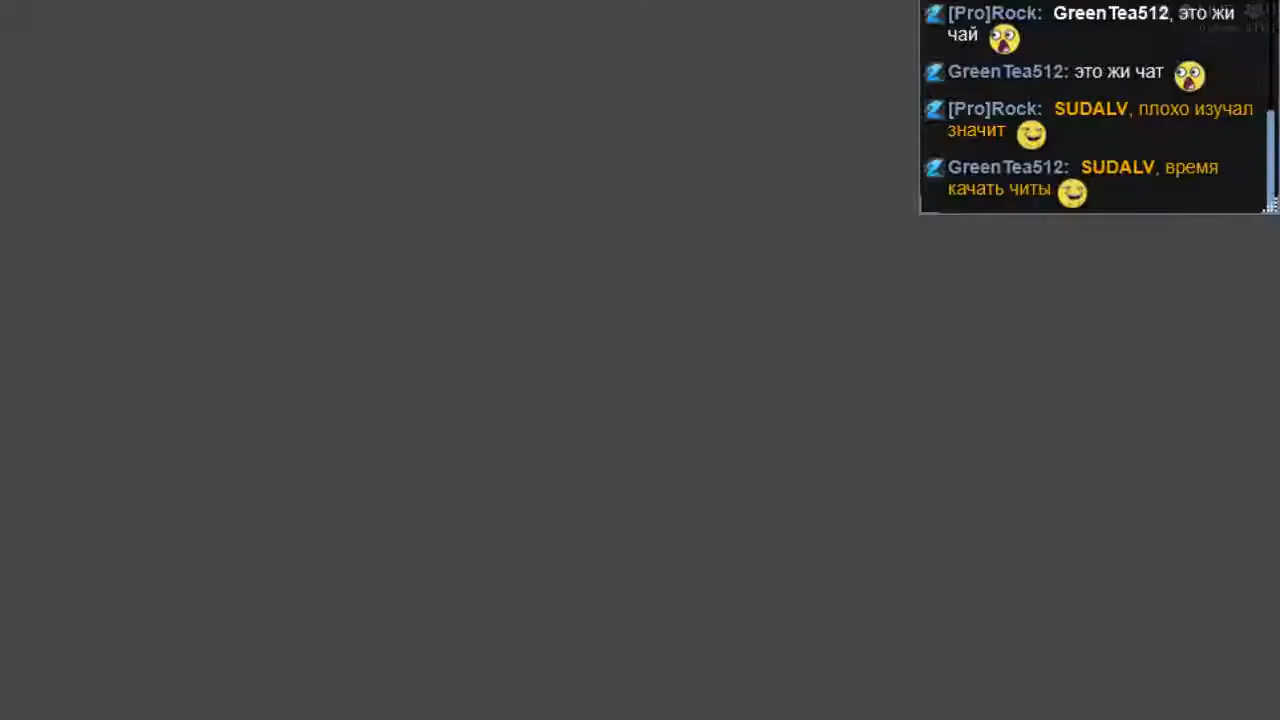 [Pro]Rock: GreenTea512, это жи
чай
GreenTea512: это жи чат
[Pro]Rock: SUDALV, плохо изучал
значит
GreenTea512: SUDALV, время
качать читы